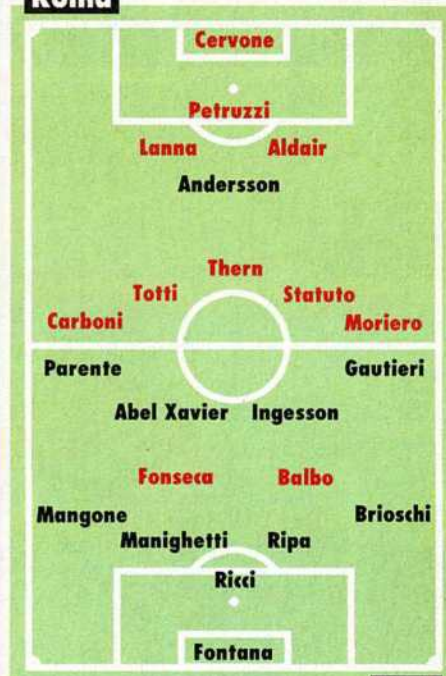 Roma
Cervone
Petruzzi
Lanna Aldair
Andersson
Thern
Totti Statuto
Carboni Moriero
Parente Gautieri
Abel Xavier Ingesson
Fonseca Balbo
Mangone Brioschi
Manighetti Ripa
Ricci
Fontana